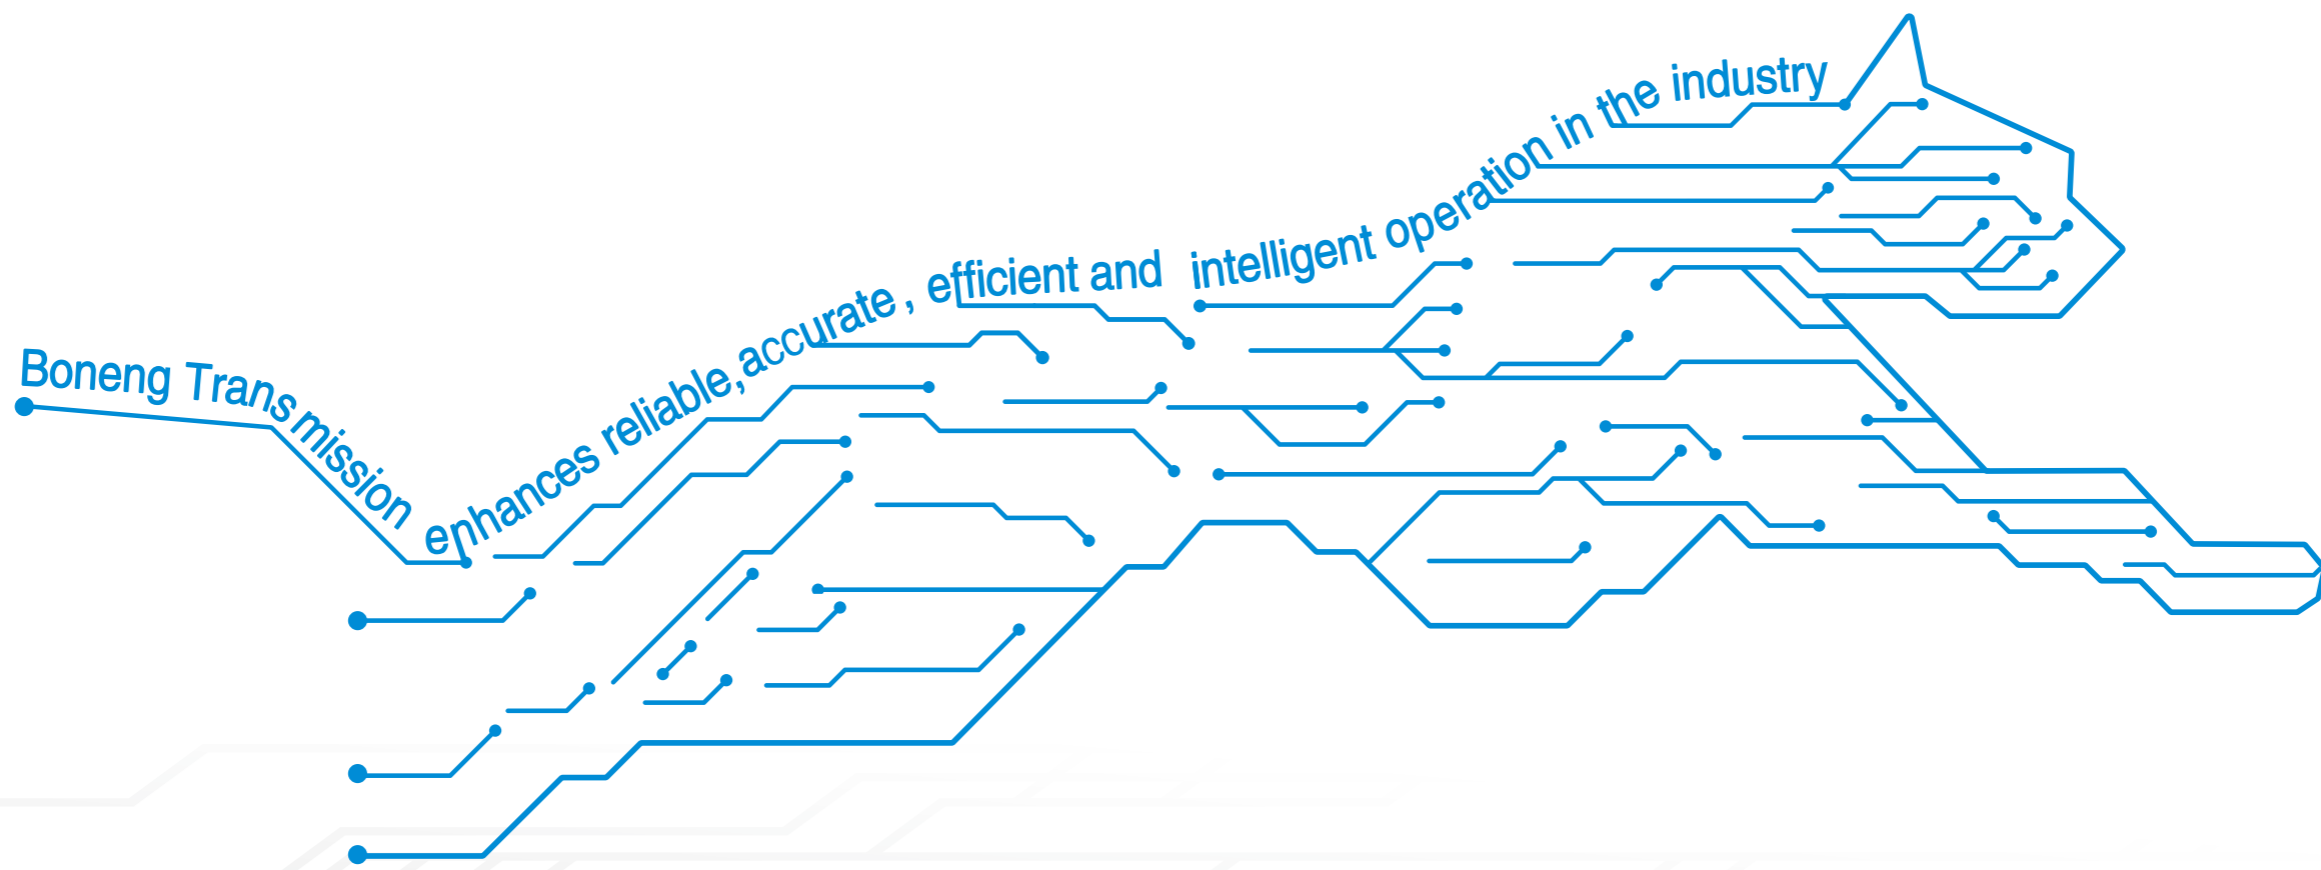 Boneng Transmission enhances reliable,accurate, efficient and intelligent operation in the industry